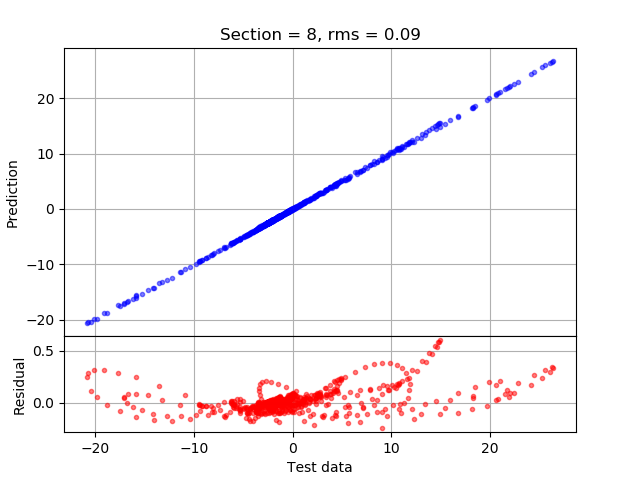 Section = 8, rms = 0.09
Prediction
20
10
0
−10
−20
Residual
0.5
0.0
−20 −10 0 10 20
Test data